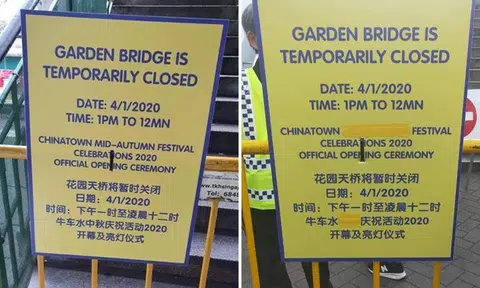 GARDEN BRIDGE IS
TEMPORARILY CLOSED
DATE: 4/1/2020
TIME: 1PM TO 12MN
CHINATOWN MID-AUTUMN FESTIVAL
CELEBRATIONS 2020
OFFICIAL OPENING CEREMONY
花园天桥将暂时关闭
日期：4/1/2020
时间：下午一时至凌晨十二时
牛车水中秋庆祝活动2020
开幕及亮灯仪式
www.tkhainga
Tel: 6848
GARDEN BRIDGE IS
TEMPORARILY CLOSED
DATE: 4/1/2020
TIME: 1PM TO 12MN
CHINATOWN FESTIVAL
CELEBRATIONS 2020
OFFICIAL OPENING CEREMONY
花园天桥将暂时关闭
日期：4/1/2020
时间：下午一时至凌晨十二时
牛车水 庆祝活动2020
开幕及亮灯仪式